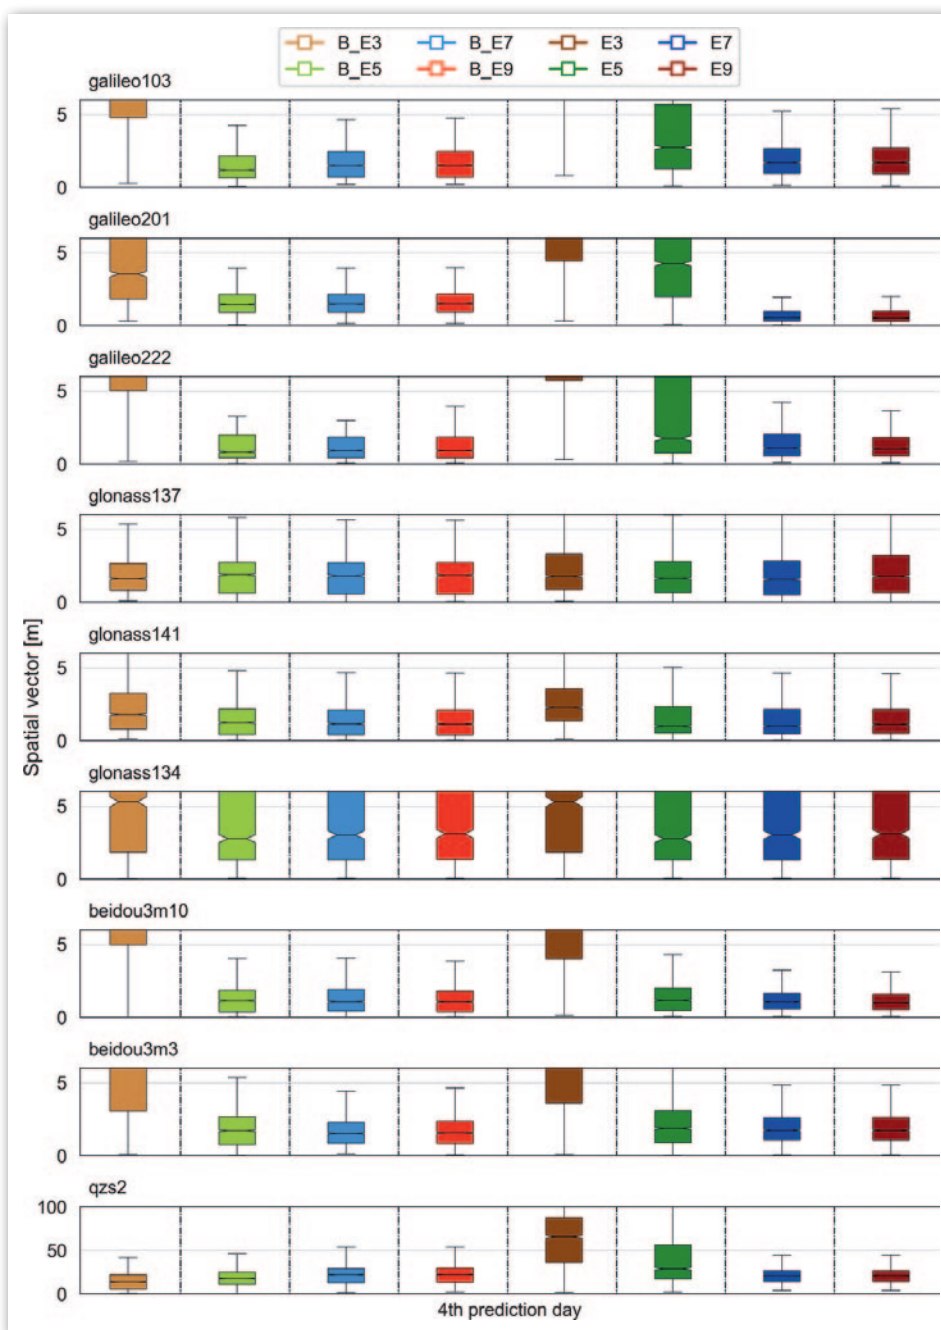 B_E3 B_E7 E3 E7
B_E5 B_E9 E5 E9
galileo103
5
0
galileo201
5
0
galileo222
5
0
glonass137
5
0
Spatial vector [m]
glonass141
5
0
glonass134
5
0
beidou3m10
5
0
beidou3m3
5
0
qzs2
100
50
0
4th prediction day